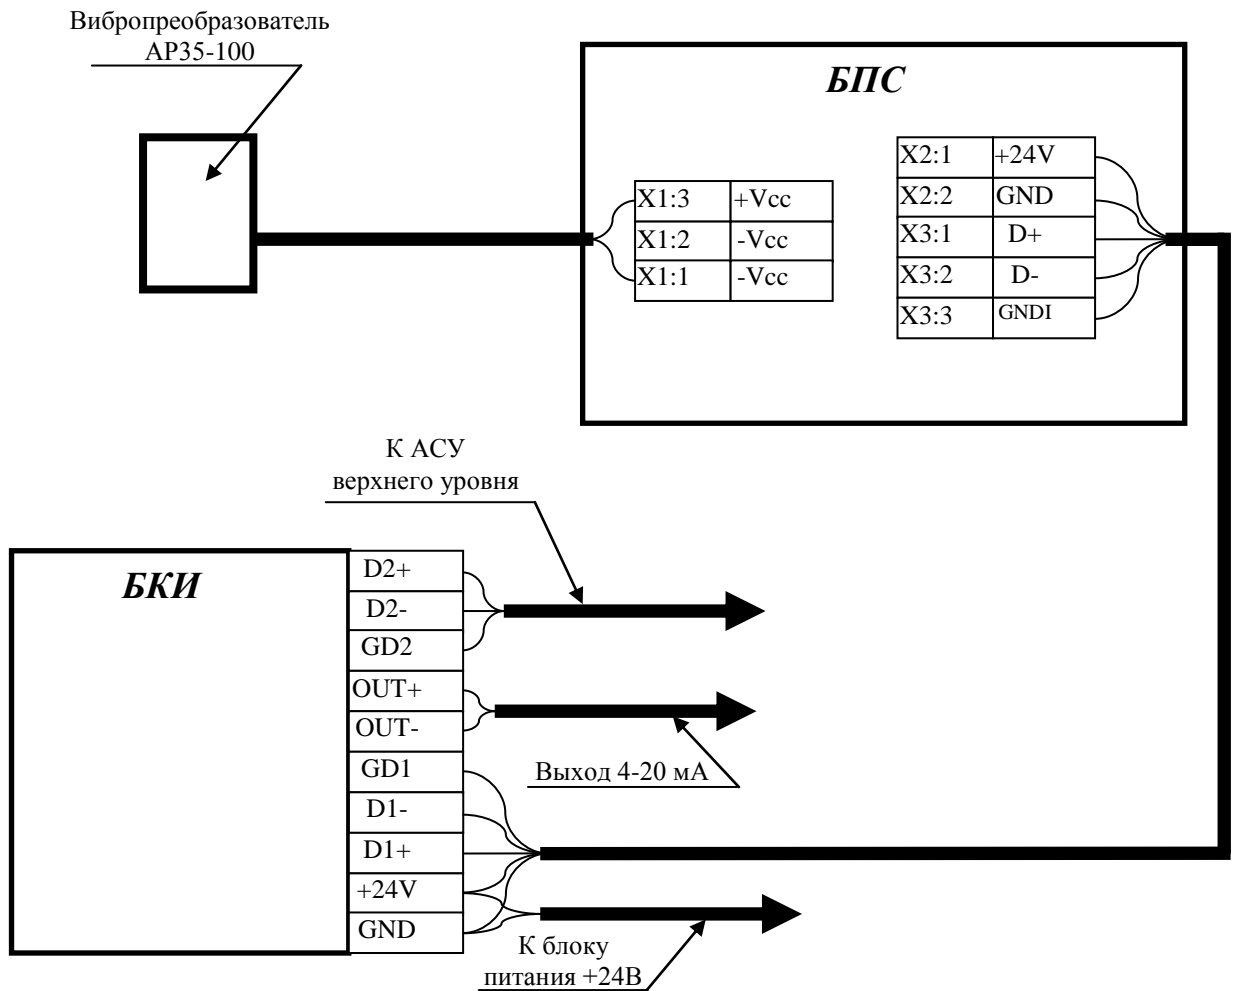 Вибропреобразователь
АР35-100
БПС
X1:3 +Vcc
X1:2 -Vcc
X1:1 -Vcc
X2:1 +24V
X2:2 GND
X3:1 D+
X3:2 D-
X3:3 GNDI
К АСУ
верхнего уровня
БКИ
D2+
D2-
GD2
OUT+
OUT-
GD1
D1-
D1+
+24V
GND
Выход 4-20 мА
К блоку
питания +24В